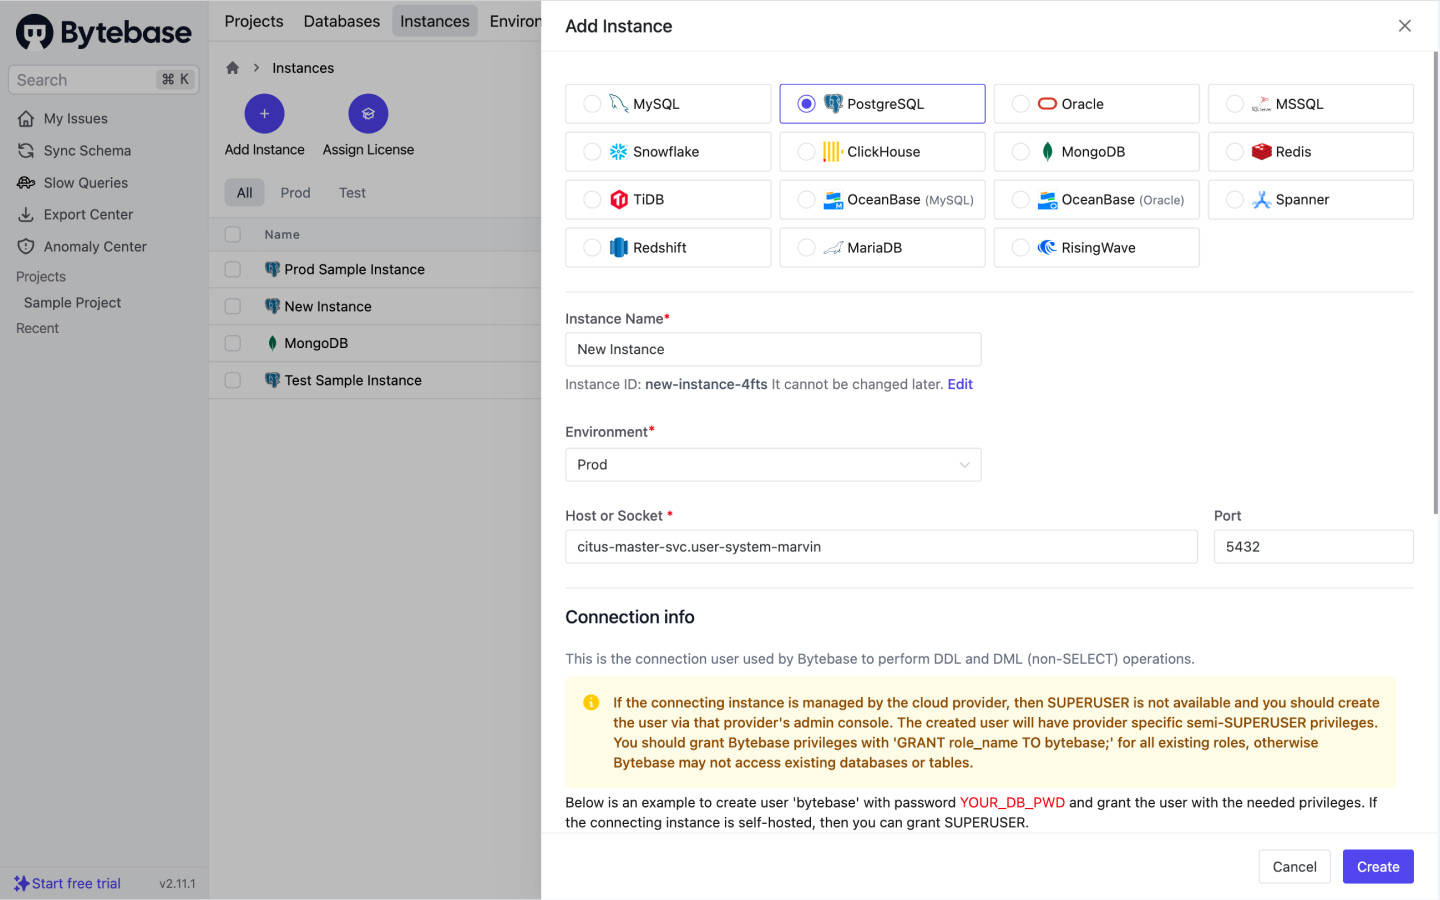 Bytebase
Search ⌘ K
My Issues
Sync Schema
Slow Queries
Export Center
Anomaly Center
Projects
Sample Project
Recent
Start free trial v2.11.1
Projects Databases Instances Environ
Instances
Add Instance Assign License
All Prod Test
Name
Prod Sample Instance
New Instance
MongoDB
Test Sample Instance
Add Instance
MySQL PostgreSQL Oracle MSSQL
Snowflake ClickHouse MongoDB Redis
TiDB OceanBase (MySQL) OceanBase (Oracle) Spanner
Redshift MariaDB RisingWave
Instance Name*
New Instance
Instance ID: new-instance-4fts It cannot be changed later. Edit
Environment*
Prod
Host or Socket * Port
citus-master-svc.user-system-marvin 5432
Connection info
This is the connection user used by Bytebase to perform DDL and DML (non-SELECT) operations.
If the connecting instance is managed by the cloud provider, then SUPERUSER is not available and you should create
the user via that provider's admin console. The created user will have provider specific semi-SUPERUSER privileges.
You should grant Bytebase privileges with 'GRANT role_name TO bytebase;' for all existing roles, otherwise
Bytebase may not access existing databases or tables.
Below is an example to create user 'bytebase' with password YOUR_DB_PWD and grant the user with the needed privileges. If
the connecting instance is self-hosted, then you can grant SUPERUSER.
Cancel Create